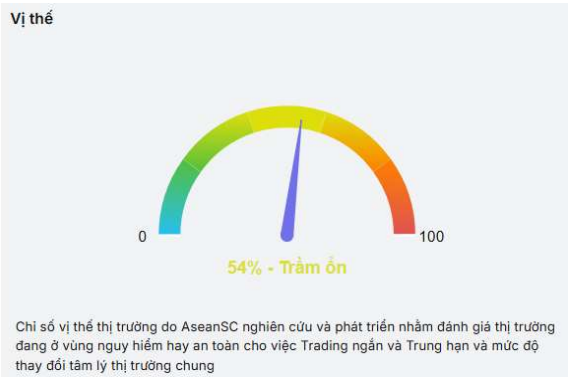 Vị thế
0
100
54% - Trầm ổn
Chỉ số vị thế thị trường do AseanSC nghiên cứu và phát triển nhằm đánh giá thị trường
đang ở vùng nguy hiểm hay an toàn cho việc Trading ngắn và Trung hạn và mức độ
thay đổi tâm lý thị trường chung